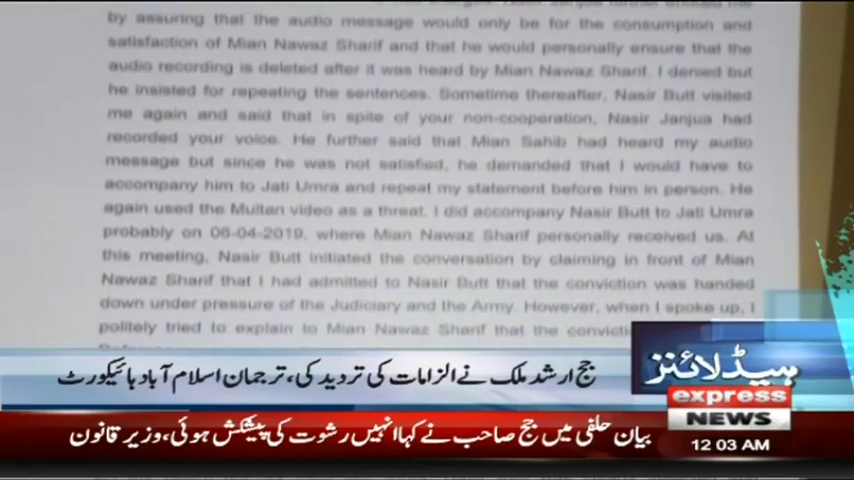 by assuring that the audio message would only be for the consumption and
satisfaction of Mian Nawaz Sharif and that he would personally ensure that the
audio recording is deleted after it was heard by Mian Nawaz Sharif. I denied but
he insisted for repeating the sentences. Sometime thereafter, Nasir Butt visited
me again and said that in spite of your non-cooperation, Nasir Janjua had
recorded your voice. He further said that Mian Sahib had heard my audio
message but since he was not satisfied, he demanded that I would have to
accompany him to Jati Umra and repeat my statement before him in person. He
again used the Multan video as a threat. I did accompany Nasir Butt to Jati Umra
probably on 06-04-2019, where Mian Nawaz Sharif personally received us. At
this meeting, Nasir Butt initiated the conversation by claiming in front of Mian
Nawaz Sharif that I had admitted to Nasir Butt that the conviction was handed
down under pressure of the Judiciary and the Army. However, when I spoke up, I
politely tried to explain to Mian Nawaz Sharif that the convic
ہیڈلائنز
جج ارشد ملک نے الزامات کی تردید کی، ترجمان اسلام آباد ہائیکورٹ
express
NEWS
12:03 AM
بیان حلفی میں جج صاحب نے کہا انہیں رشوت کی پیشکش ہوئی، وزیر قانون